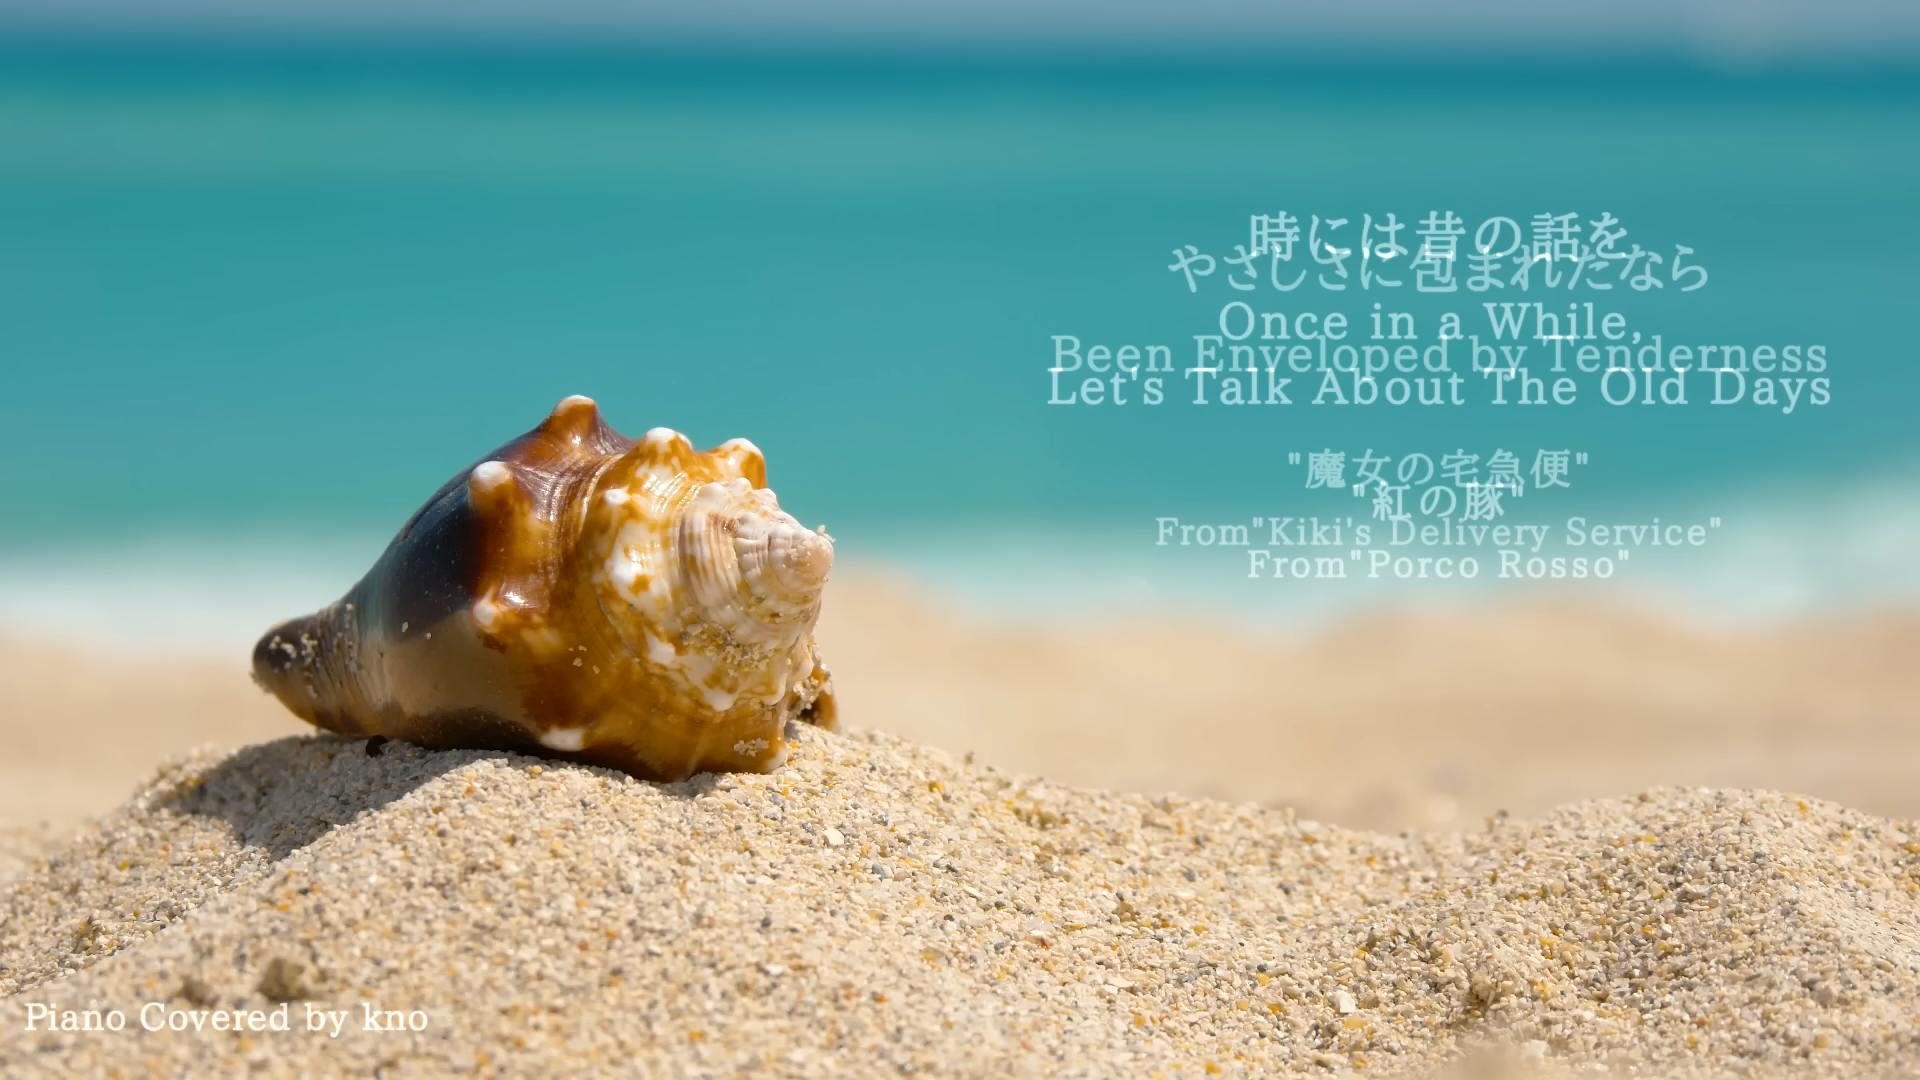 時には昔の話を
やさしさに包まれたなら
Once in a While,
Been Enveloped by Tenderness
Let's Talk About The Old Days
"魔女の宅急便"
"紅の豚"
From"Kiki's Delivery Service"
From"Porco Rosso"
Piano Covered by kno